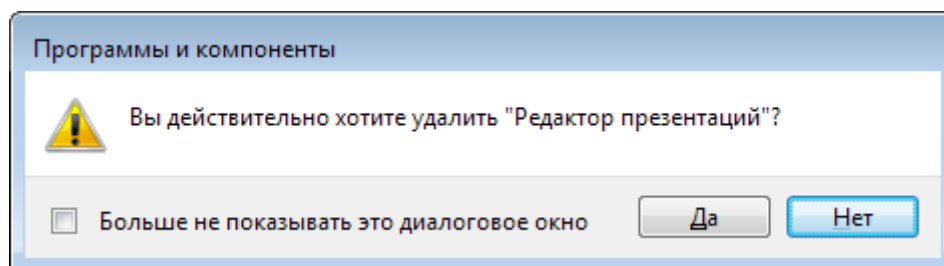 Программы и компоненты
Вы действительно хотите удалить "Редактор презентаций"?
Больше не показывать это диалоговое окно
Да
Нет